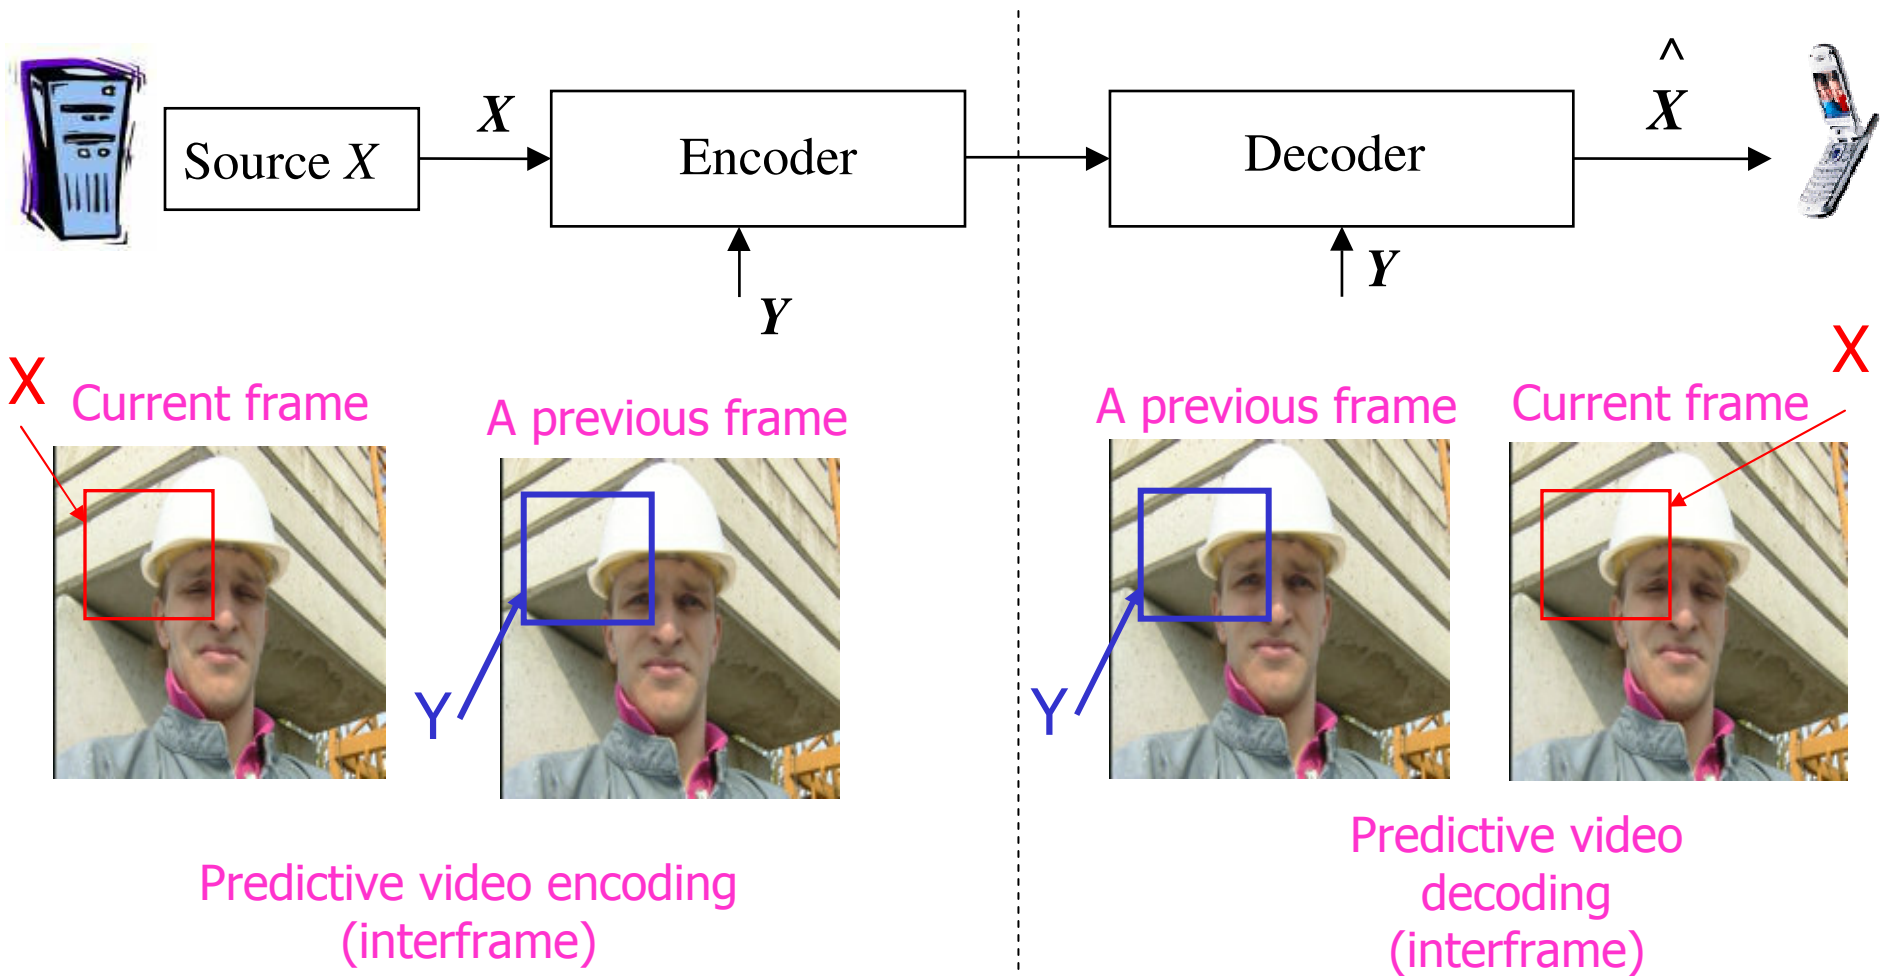 Source X
X
Encoder
Y
Decoder
Y
^
X
X
Current frame
A previous frame
Y
Predictive video encoding
(interframe)
A previous frame
Current frame
X
Y
Predictive video
decoding
(interframe)